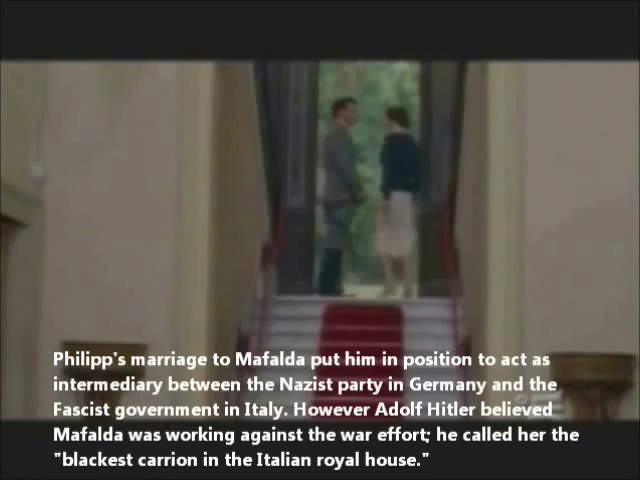 Philipp's marriage to Mafalda put him in position to act as
intermediary between the Nazist party in Germany and the
Fascist government in Italy. However Adolf Hitler believed
Mafalda was working against the war effort; he called her the
"blackest carrion in the Italian royal house."